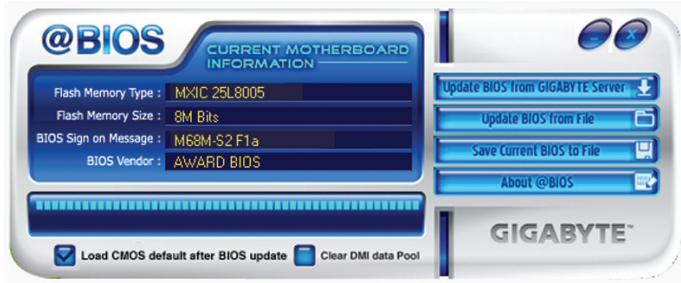 @BIOS
CURRENT MOTHERBOARD
INFORMATION
Flash Memory Type : MXIC 25L8005
Flash Memory Size : 8M Bits
BIOS Sign on Message : M68M-S2 F1a
BIOS Vendor : AWARD BIOS
Load CMOS default after BIOS update
Clear DMI data Pool
Update BIOS from GIGABYTE Server
Update BIOS from File
Save Current BIOS to File
About @BIOS
GIGABYTE™